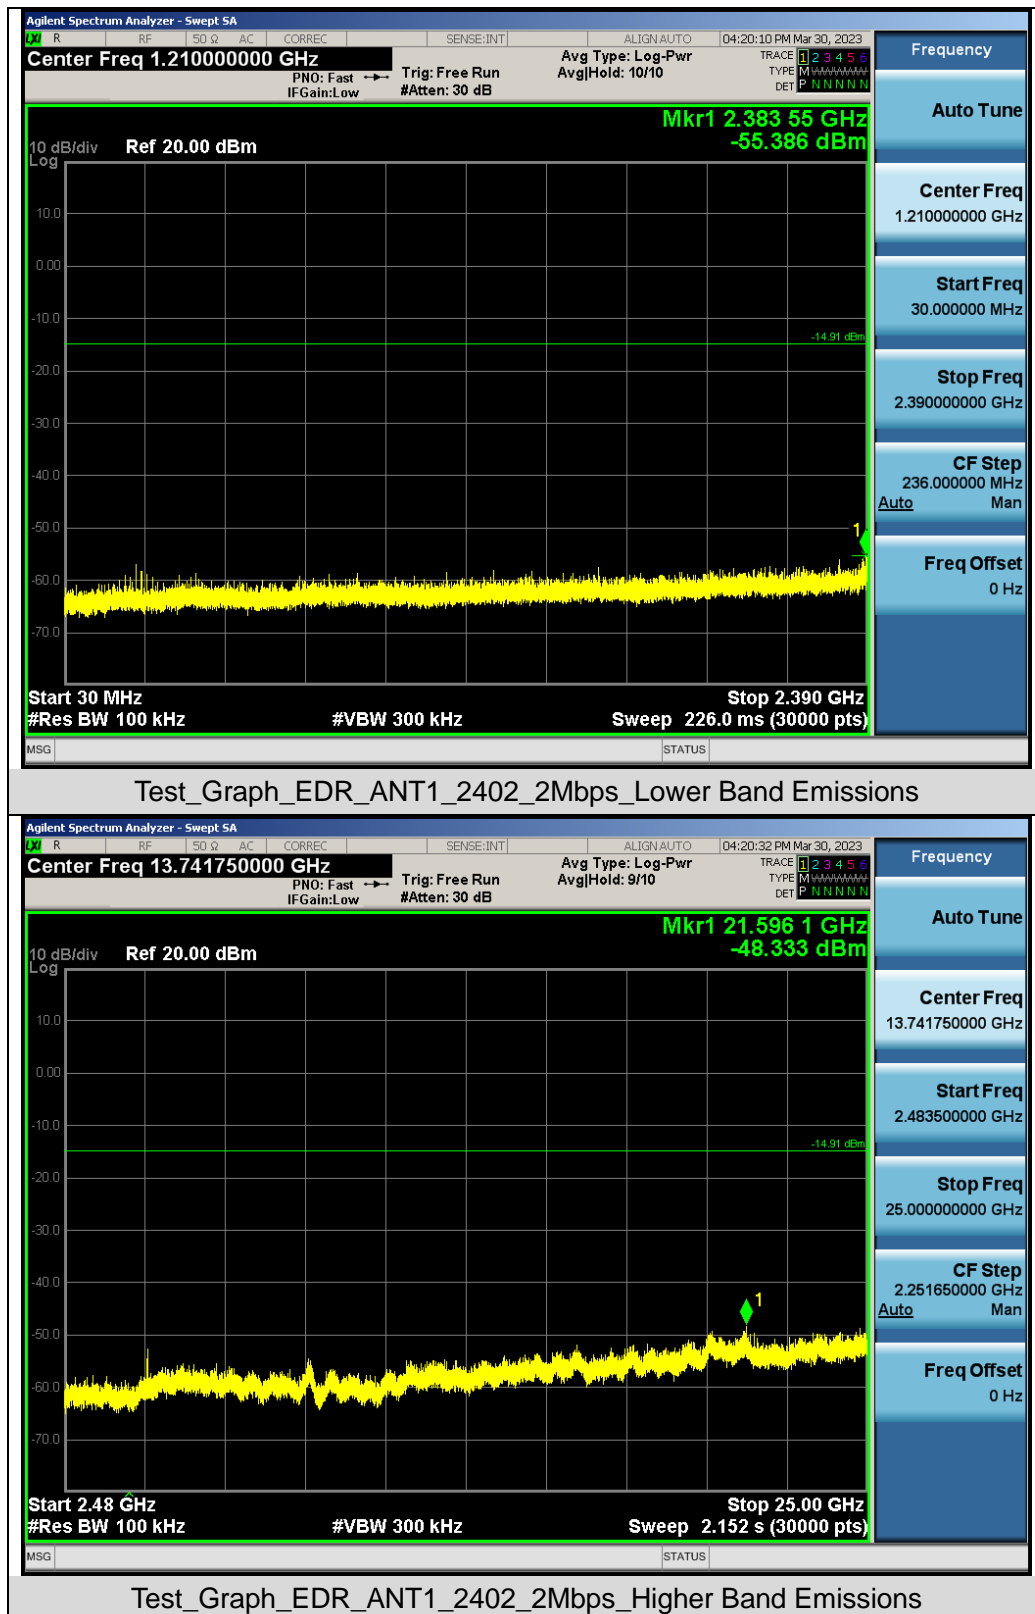 Agilent Spectrum Analyzer - Swept SA
LXI R RF 50 Ω AC CORREC SENSE:INT ALIGN AUTO 04:20:10 PM Mar 30, 2023
Center Freq 1.210000000 GHz
PNO: Fast
IFGain:Low
Trig: Free Run
#Atten: 30 dB
Avg Type: Log-Pwr
Avg|Hold: 10/10
TRACE 1 2 3 4 5 6
TYPE M WWWWW
DET P N N N N N
Mkr1 2.383 55 GHz
-55.386 dBm
10 dB/div Ref 20.00 dBm
Log
10.0
0.00
-10.0
-14.91 dBm
-20.0
-30.0
-40.0
-50.0
1
-60.0
-70.0
Start 30 MHz Stop 2.390 GHz
#Res BW 100 kHz #VBW 300 kHz Sweep 226.0 ms (30000 pts)
MSG STATUS
Frequency
Auto Tune
Center Freq
1.210000000 GHz
Start Freq
30.000000 MHz
Stop Freq
2.390000000 GHz
CF Step
236.000000 MHz
Auto Man
Freq Offset
0 Hz
Test_Graph_EDR_ANT1_2402_2Mbps_Lower Band Emissions
Agilent Spectrum Analyzer - Swept SA
LXI R RF 50 Ω AC CORREC SENSE:INT ALIGN AUTO 04:20:32 PM Mar 30, 2023
Center Freq 13.741750000 GHz
PNO: Fast
IFGain:Low
Trig: Free Run
#Atten: 30 dB
Avg Type: Log-Pwr
Avg|Hold: 9/10
TRACE 1 2 3 4 5 6
TYPE M WWWWW
DET P N N N N N
Mkr1 21.596 1 GHz
-48.333 dBm
10 dB/div Ref 20.00 dBm
Log
10.0
0.00
-10.0
-14.91 dBm
-20.0
-30.0
-40.0
1
-50.0
-60.0
-70.0
Start 2.48 GHz Stop 25.00 GHz
#Res BW 100 kHz #VBW 300 kHz Sweep 2.152 s (30000 pts)
MSG STATUS
Frequency
Auto Tune
Center Freq
13.741750000 GHz
Start Freq
2.483500000 GHz
Stop Freq
25.000000000 GHz
CF Step
2.251650000 GHz
Auto Man
Freq Offset
0 Hz
Test_Graph_EDR_ANT1_2402_2Mbps_Higher Band Emissions